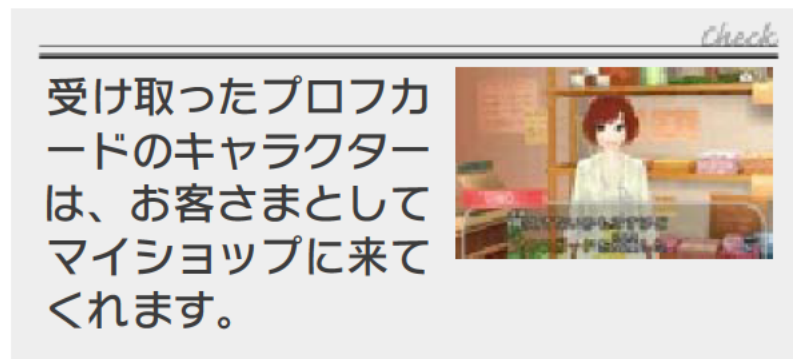 Check
受け取ったプロフカ
ードのキャラクター
は、お客さまとして
マイショップに来て
くれます。